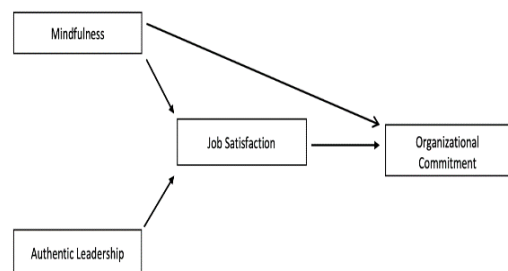 Mindfulness
Job Satisfaction
Organizational
Commitment
Authentic Leadership